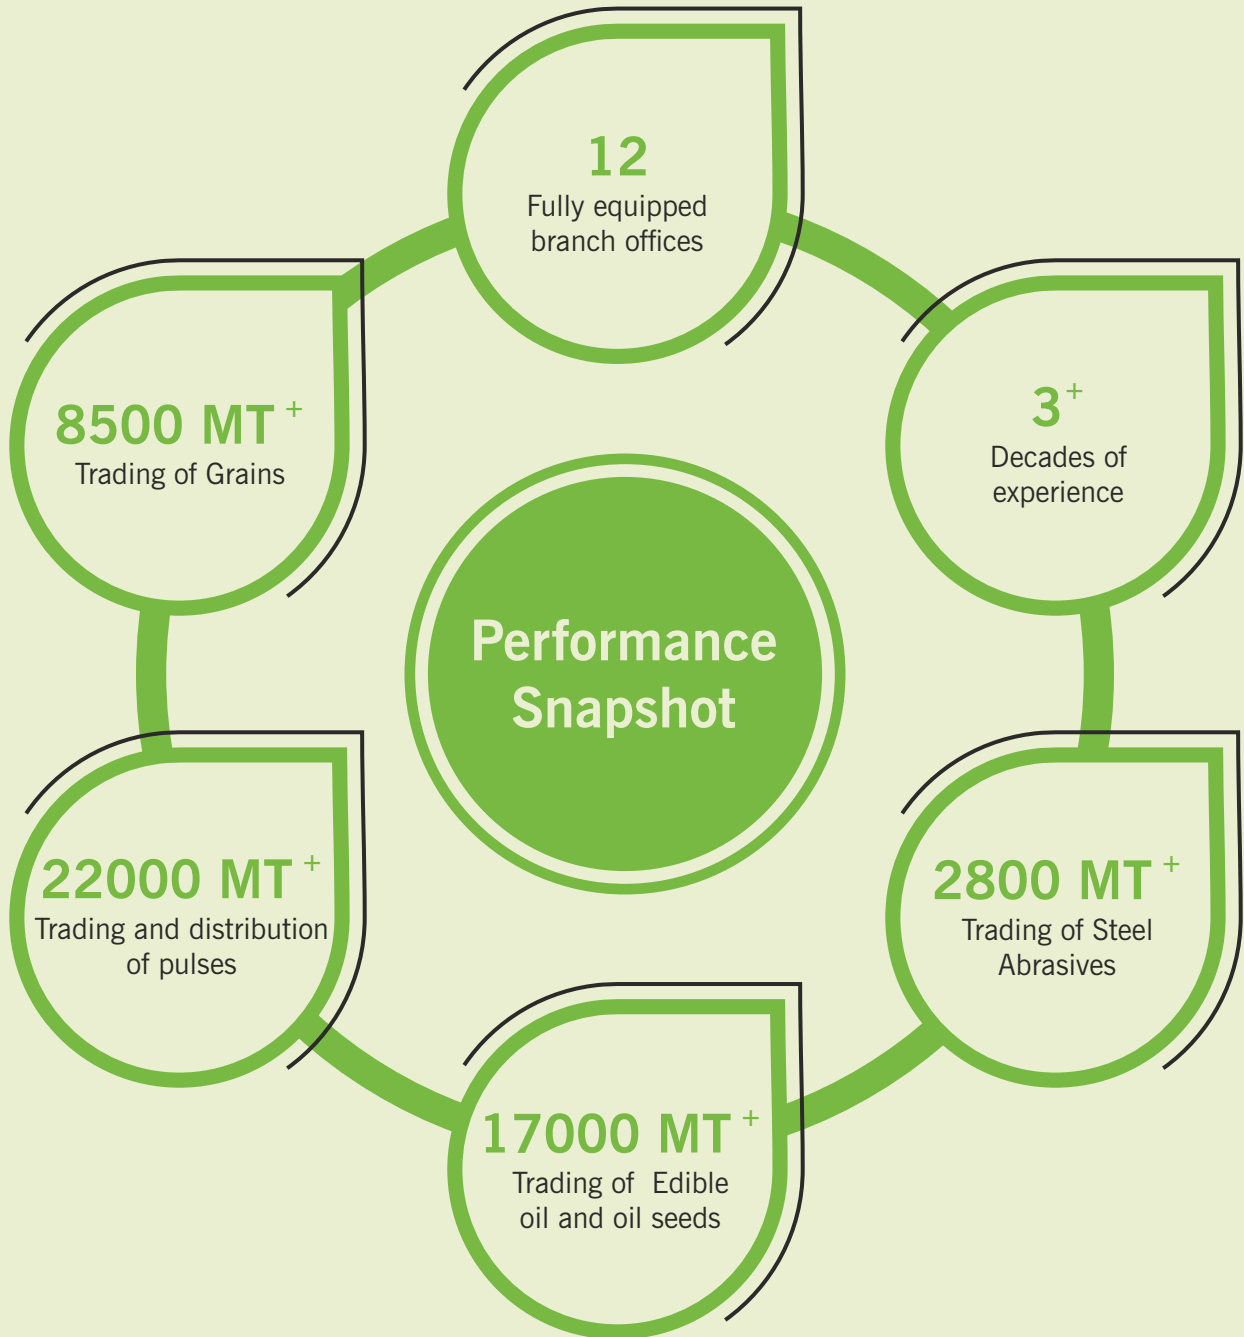 12
Fully equipped
branch offices
8500 MT +
Trading of Grains
3+
Decades of
experience
Performance
Snapshot
22000 MT +
Trading and distribution
of pulses
2800 MT +
Trading of Steel
Abrasives
17000 MT +
Trading of Edible
oil and oil seeds